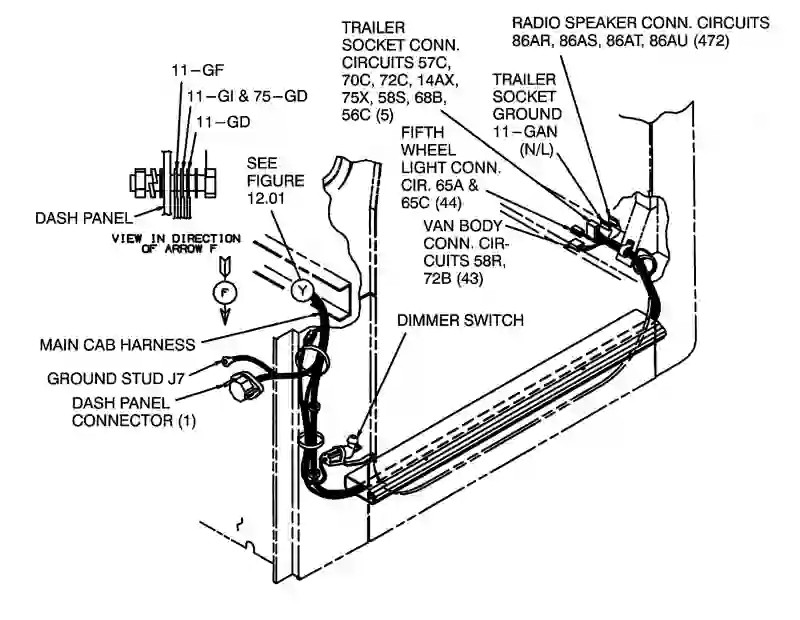 TRAILER
SOCKET CONN.
CIRCUITS 57C,
70C, 72C, 14AX,
75X, 58S, 68B,
56C (5)
RADIO SPEAKER CONN. CIRCUITS
86AR, 86AS, 86AT, 86AU (472)
TRAILER
SOCKET
GROUND
11-GAN
(N/L)
11-GF
11-GI & 75-GD
11-GD
SEE
FIGURE
12.01
FIFTH
WHEEL
LIGHT CONN.
CIR. 65A &
65C (44)
DASH PANEL
VIEW IN DIRECTION
OF ARROW F
F
VAN BODY
CONN. CIR-
CUITS 58R,
72B (43)
Y
DIMMER SWITCH
MAIN CAB HARNESS
GROUND STUD J7
DASH PANEL
CONNECTOR (1)